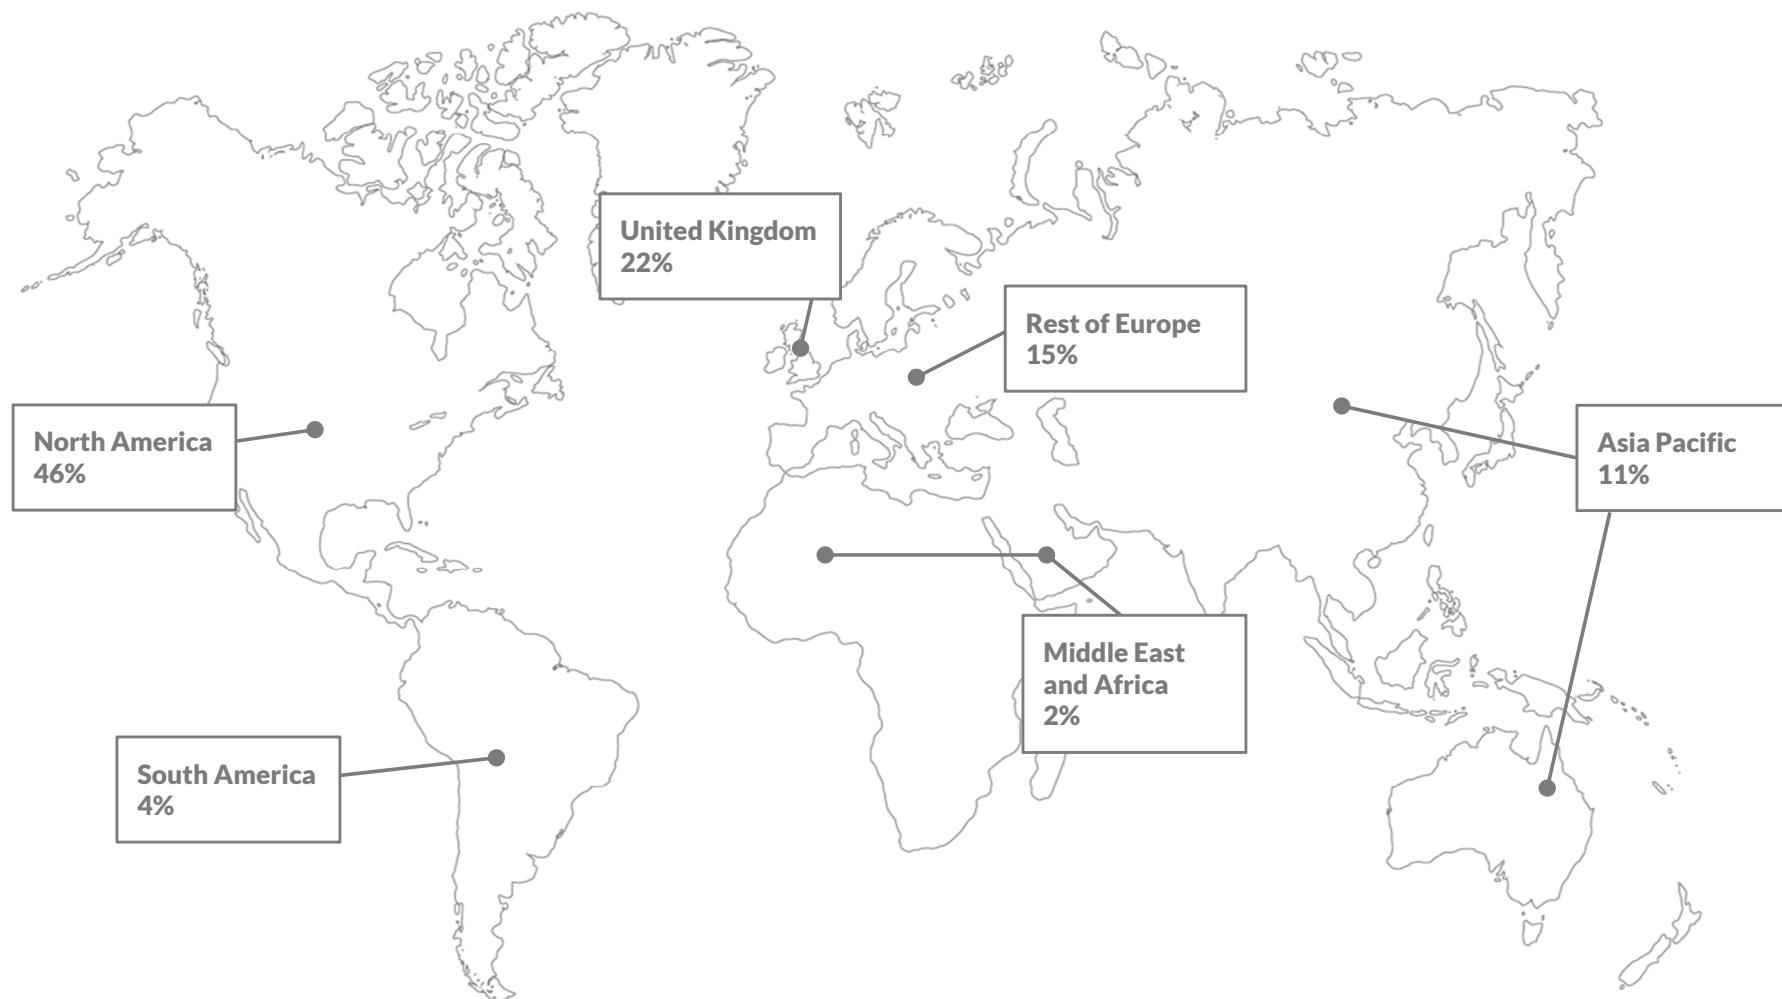 United Kingdom
22%
Rest of Europe
15%
North America
46%
Asia Pacific
11%
Middle East
and Africa
2%
South America
4%